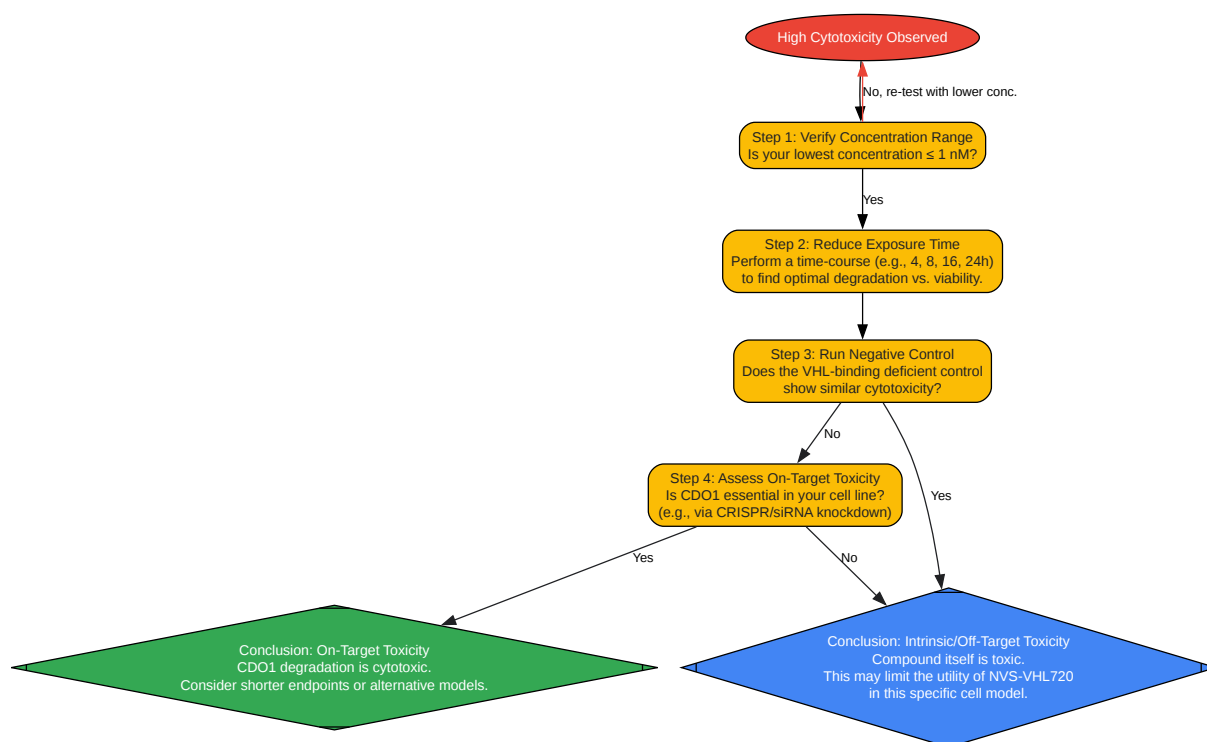 High Cytotoxicity Observed
No, re-test with lower conc.
Step 1: Verify Concentration Range
Is your lowest concentration ≤ 1 nM?
Yes
Step 2: Reduce Exposure Time
Perform a time-course (e.g., 4, 8, 16, 24h)
to find optimal degradation vs. viability.
Step 3: Run Negative Control
Does the VHL-binding deficient control
show similar cytotoxicity?
No
Step 4: Assess On-Target Toxicity
Is CDO1 essential in your cell line?
(e.g., via CRISPR/siRNA knockdown)
Yes
Yes
No
Conclusion: On-Target Toxicity
CDO1 degradation is cytotoxic.
Consider shorter endpoints or alternative models.
Conclusion: Intrinsic/Off-Target Toxicity
Compound itself is toxic.
This may limit the utility of NVS-VHL720
in this specific cell model.